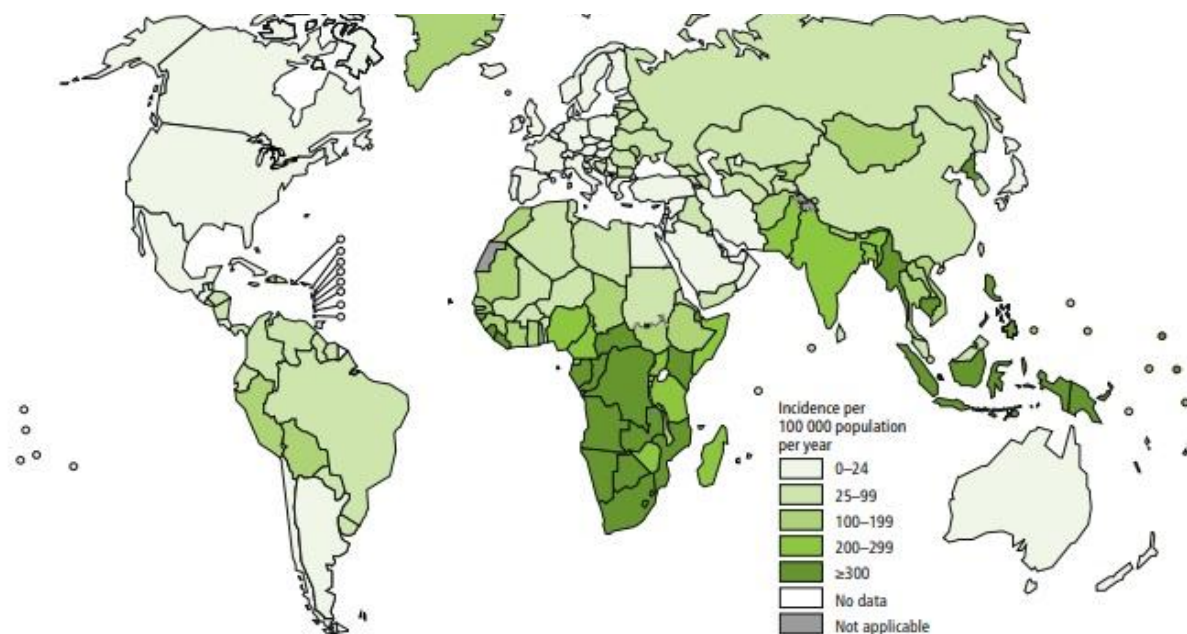 Incidence per
100 000 population
per year
0–24
25–99
100–199
200–299
≥300
No data
Not applicable